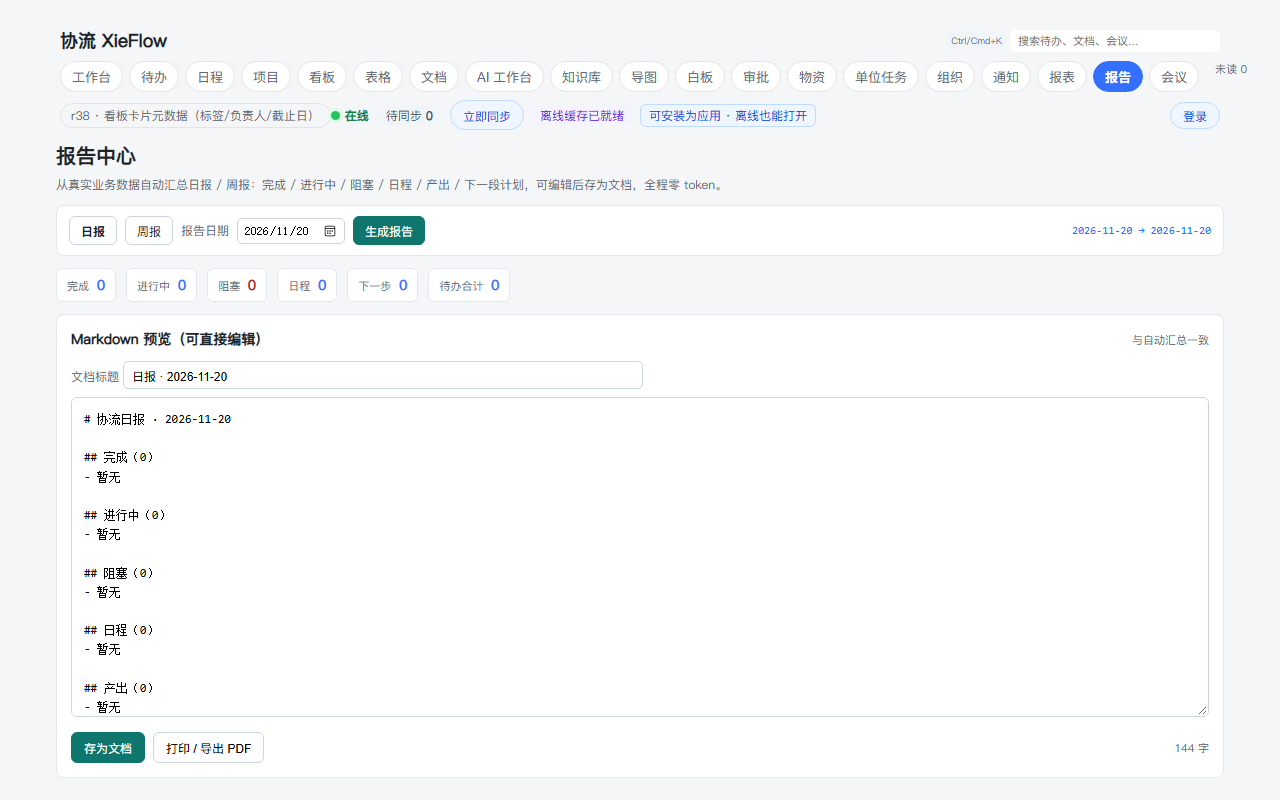 协流 XieFlow
Ctrl/Cmd+K 搜索待办、文档、会议...
工作台 待办 日程 项目 看板 表格 文档 AI 工作台 知识库 导图 白板 审批 物资 单位任务 组织 通知 报表 报告 会议 未读 0
r38 · 看板卡片元数据（标签/负责人/截止日） 在线 待同步 0 立即同步 离线缓存已就绪 可安装为应用 · 离线也能打开 登录
报告中心
从真实业务数据自动汇总日报 / 周报：完成 / 进行中 / 阻塞 / 日程 / 产出 / 下一段计划，可编辑后存为文档，全程零 token。
日报 周报 报告日期 2026/11/20 生成报告 2026-11-20 → 2026-11-20
完成 0 进行中 0 阻塞 0 日程 0 下一步 0 待办合计 0
Markdown 预览（可直接编辑） 与自动汇总一致
文档标题 日报 · 2026-11-20
# 协流日报 · 2026-11-20
## 完成（0）
- 暂无
## 进行中（0）
- 暂无
## 阻塞（0）
- 暂无
## 日程（0）
- 暂无
## 产出（0）
- 暂无
存为文档 打印 / 导出 PDF 144 字